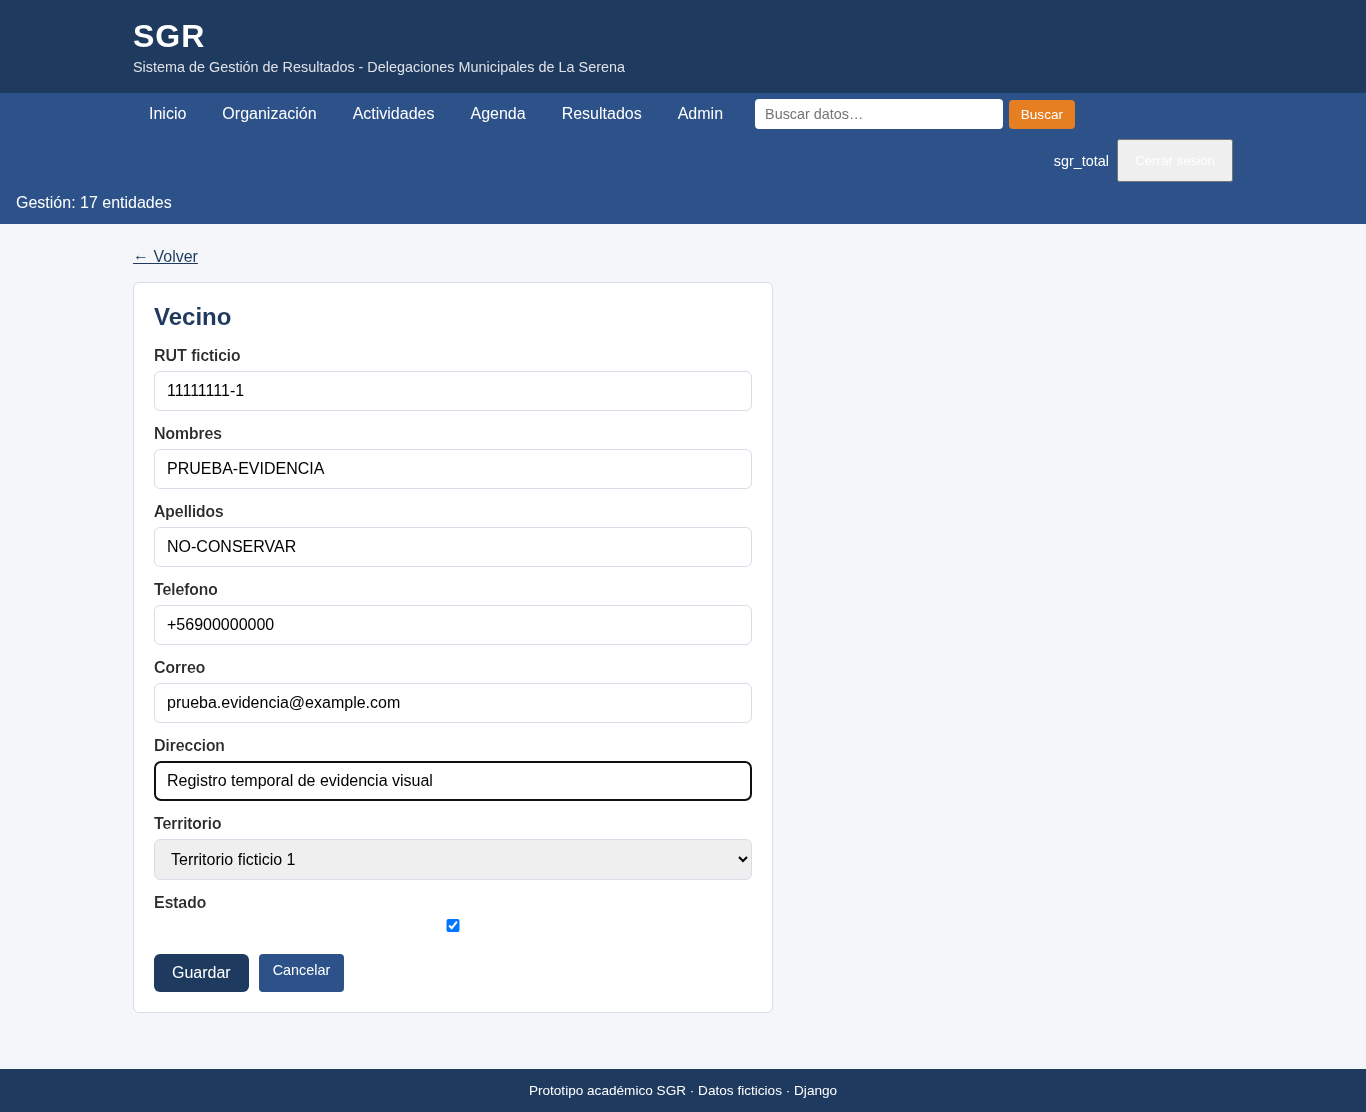 SGR
Sistema de Gestión de Resultados - Delegaciones Municipales de La Serena
Inicio Organización Actividades Agenda Resultados Admin Buscar datos… Buscar
sgr_total Cerrar sesión
Gestión: 17 entidades
← Volver
Vecino
RUT ficticio
11111111-1
Nombres
PRUEBA-EVIDENCIA
Apellidos
NO-CONSERVAR
Telefono
+56900000000
Correo
prueba.evidencia@example.com
Direccion
Registro temporal de evidencia visual
Territorio
Territorio ficticio 1
Estado
Guardar Cancelar
Prototipo académico SGR · Datos ficticios · Django